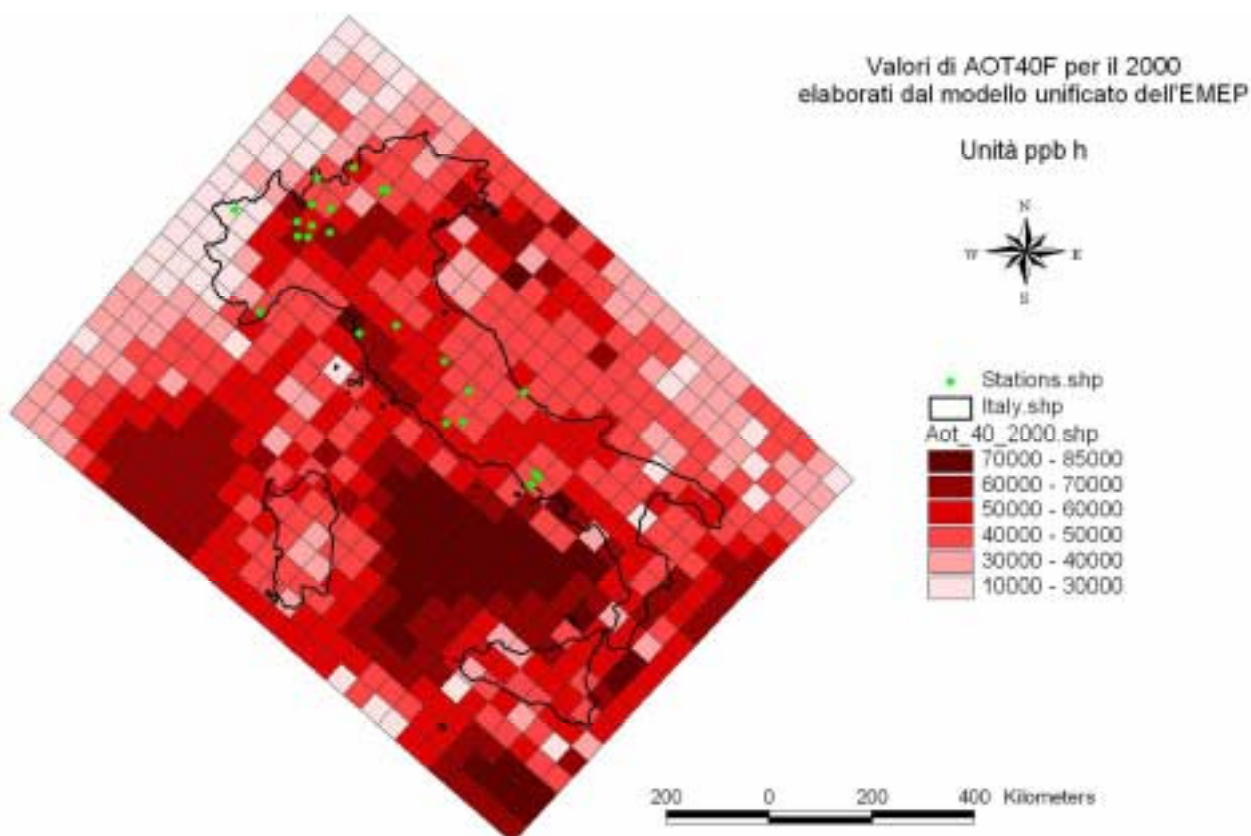 Valori di AOT40F per il 2000
elaborati dal modello unificato dell'EMEP
Unità ppb h
N
W E
S
Stations.shp
Italy.shp
Aot_40_2000.shp
70000 - 85000
60000 - 70000
50000 - 60000
40000 - 50000
30000 - 40000
10000 - 30000
200 0 200 400 Kilometers